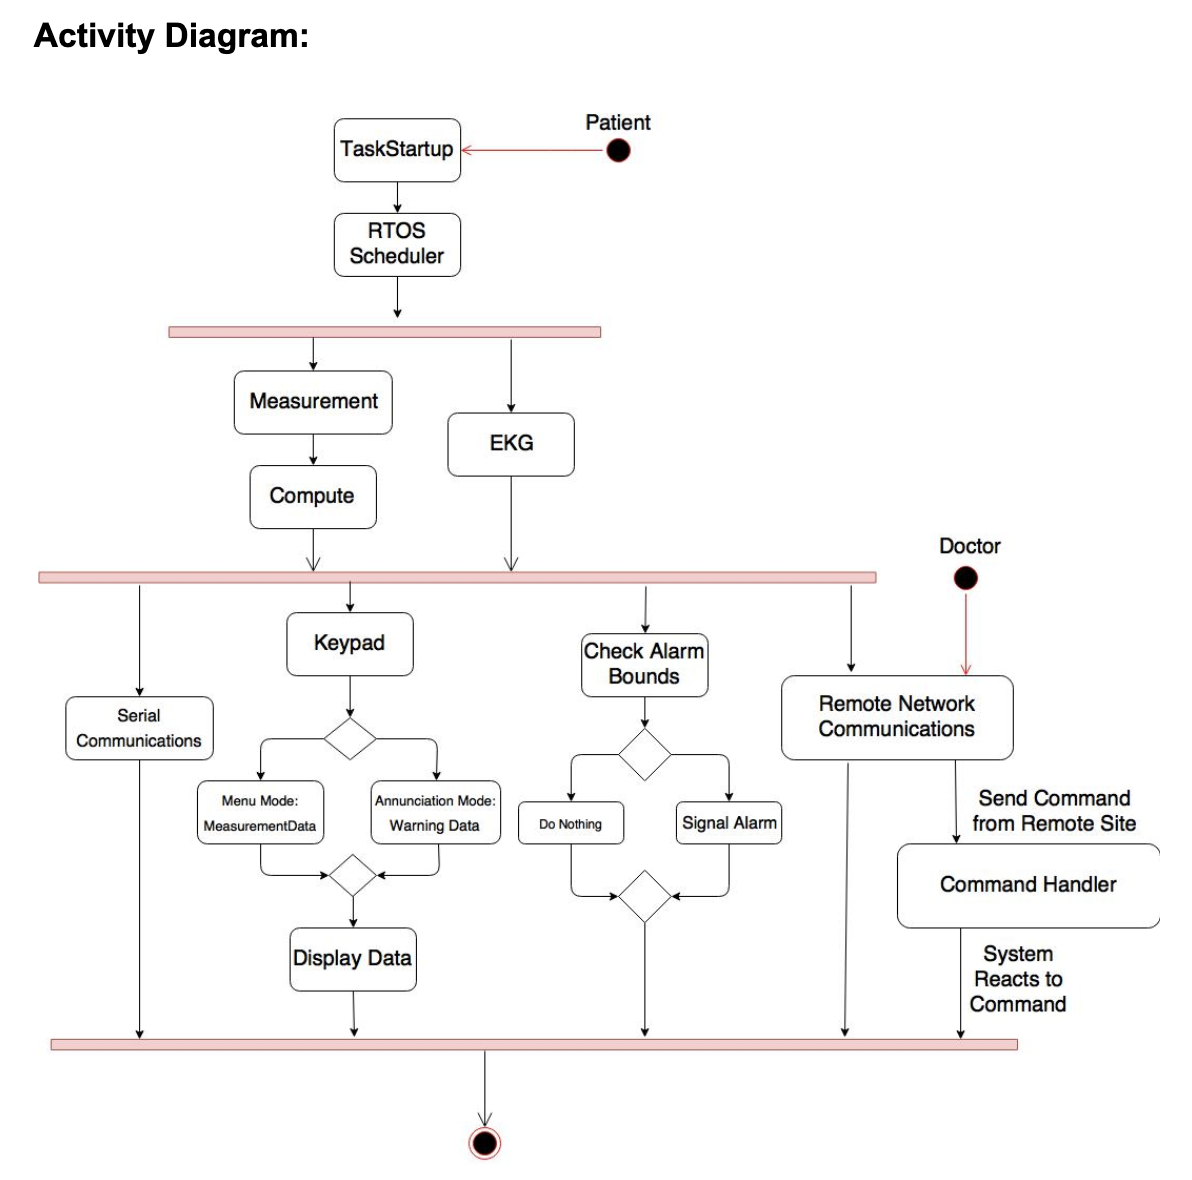 Activity Diagram:
Patient
TaskStartup
RTOS
Scheduler
Measurement
EKG
Compute
Doctor
Keypad
Check Alarm
Bounds
Serial
Communications
Remote Network
Communications
Menu Mode:
MeasurementData
Annunciation Mode:
Warning Data
Do Nothing
Signal Alarm
Send Command
from Remote Site
Command Handler
Display Data
System
Reacts to
Command